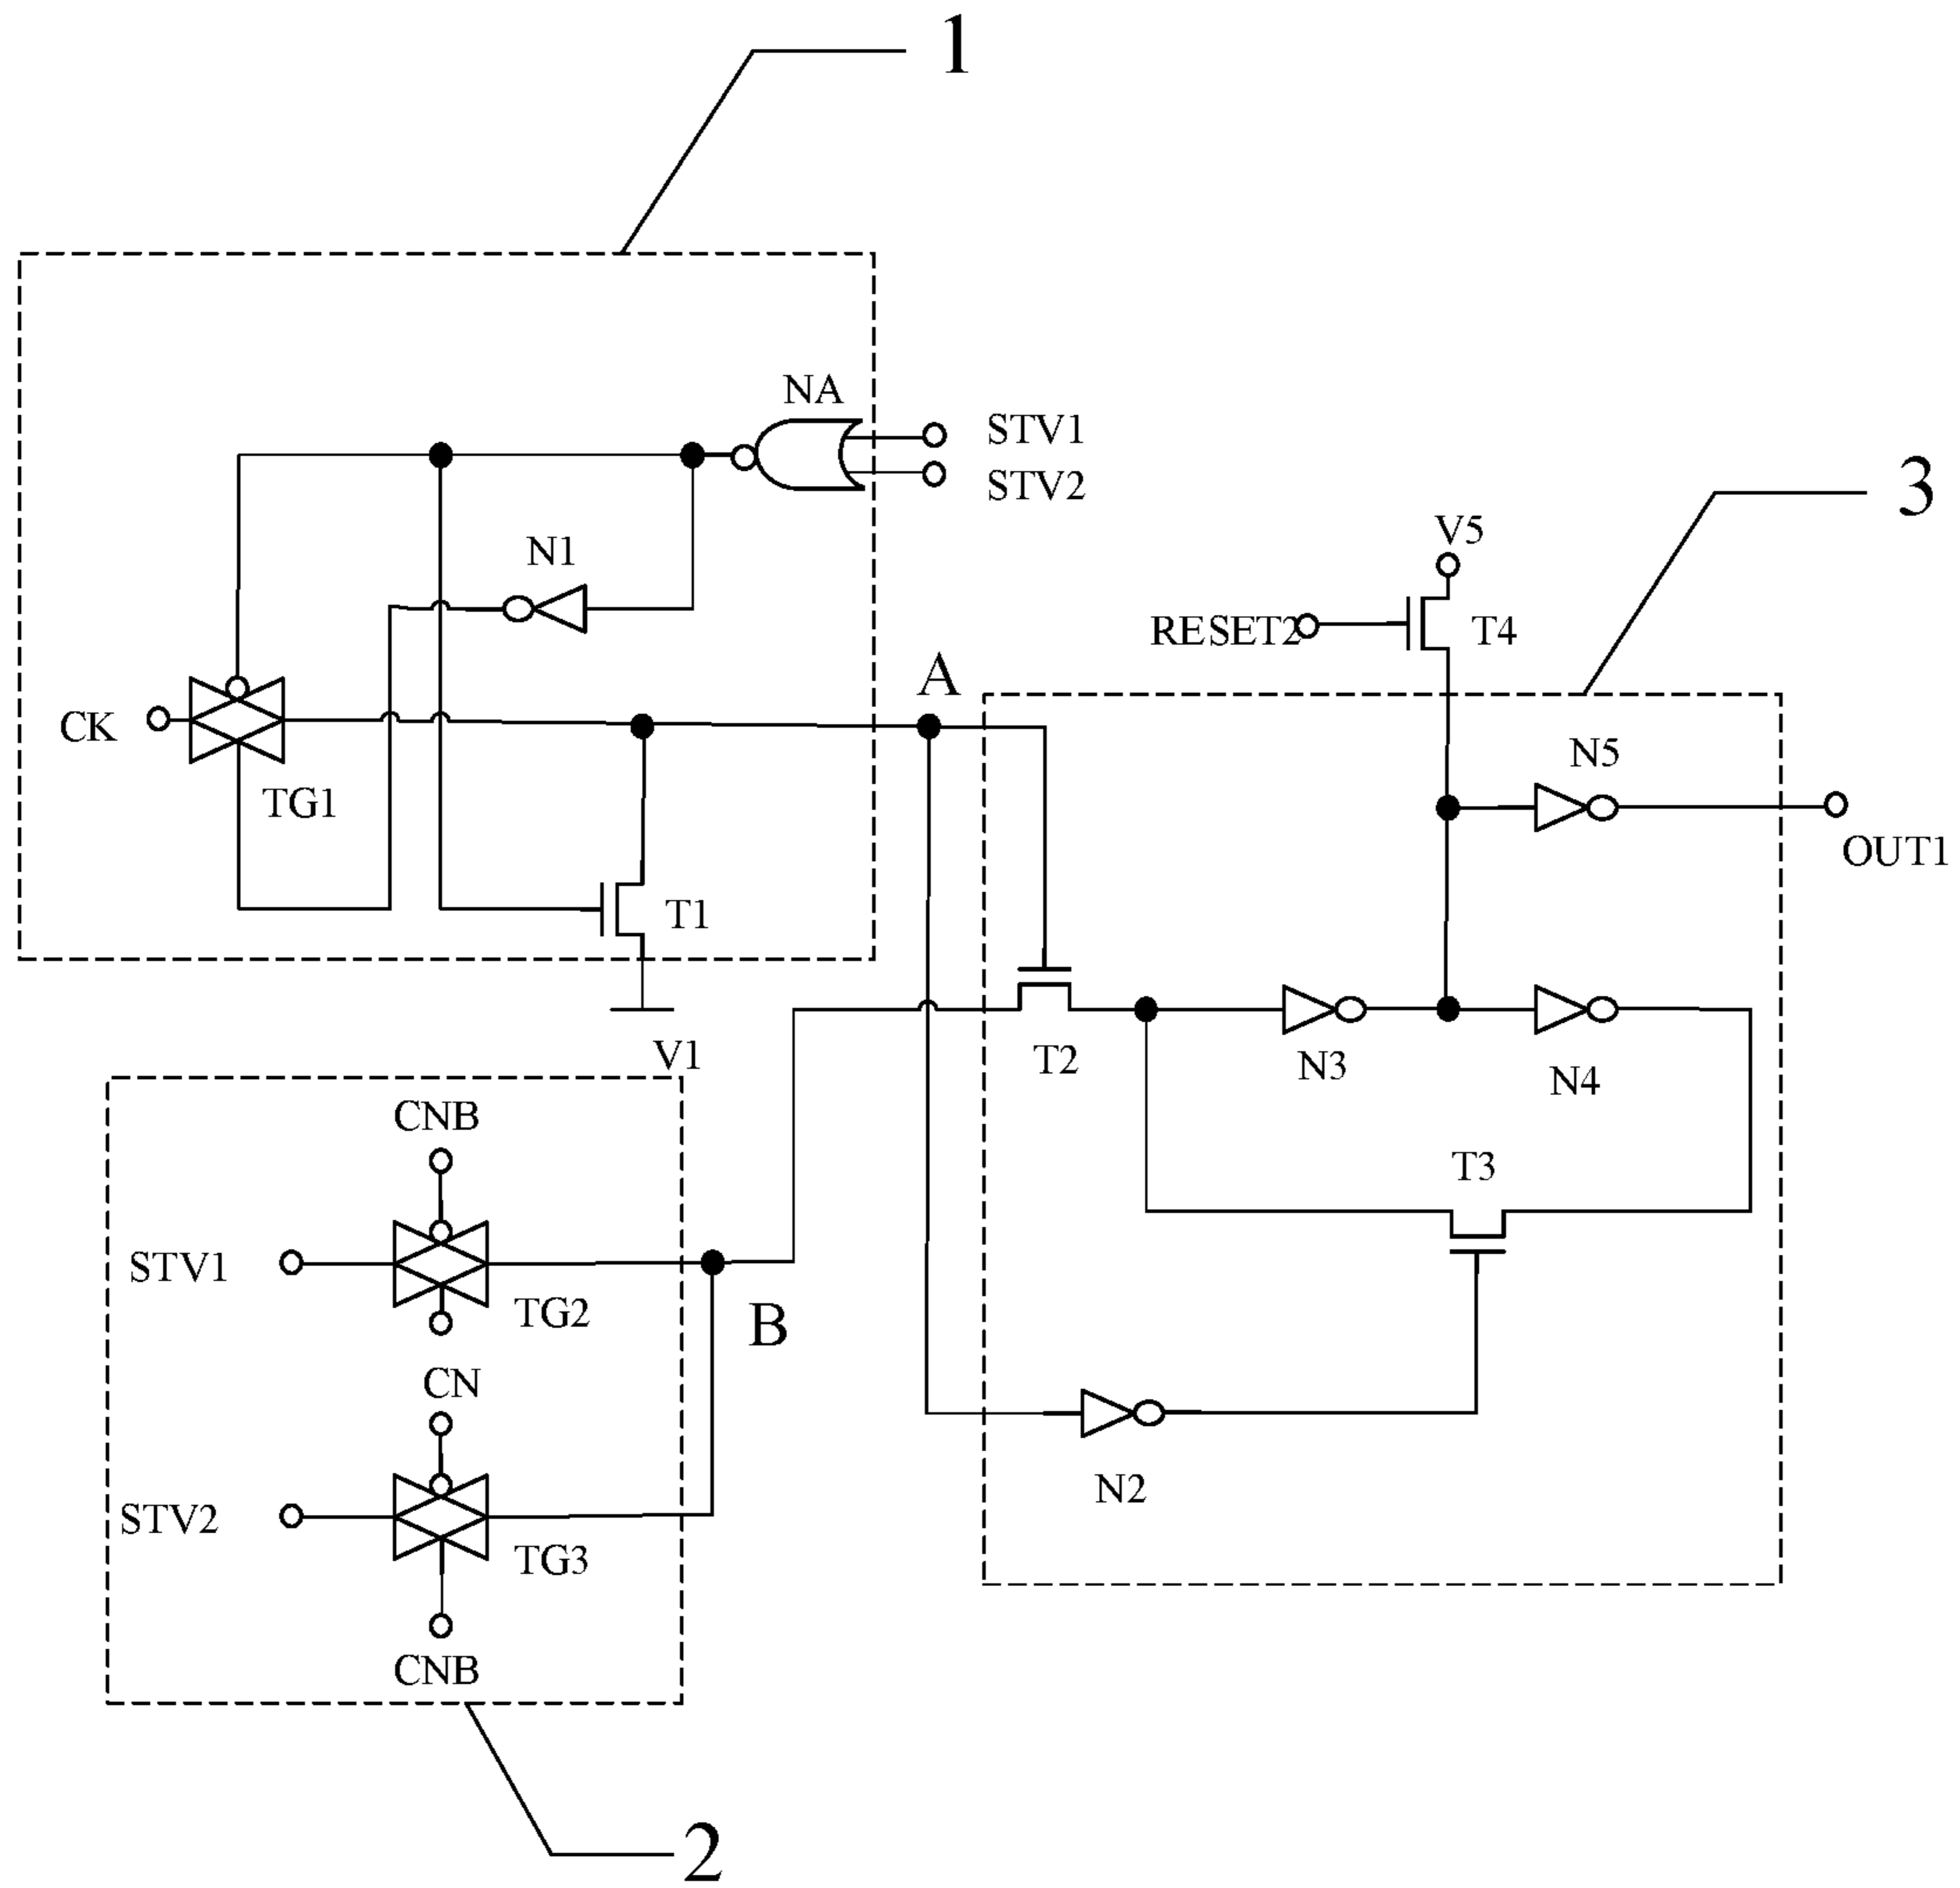 1
NA
STV1
STV2
3
V5
N1
RESET2
T4
A
CK
N5
TG1
OUT1
T1
V1
T2
N3
N4
CNB
T3
STV1
TG2
B
CN
N2
STV2
TG3
CNB
2